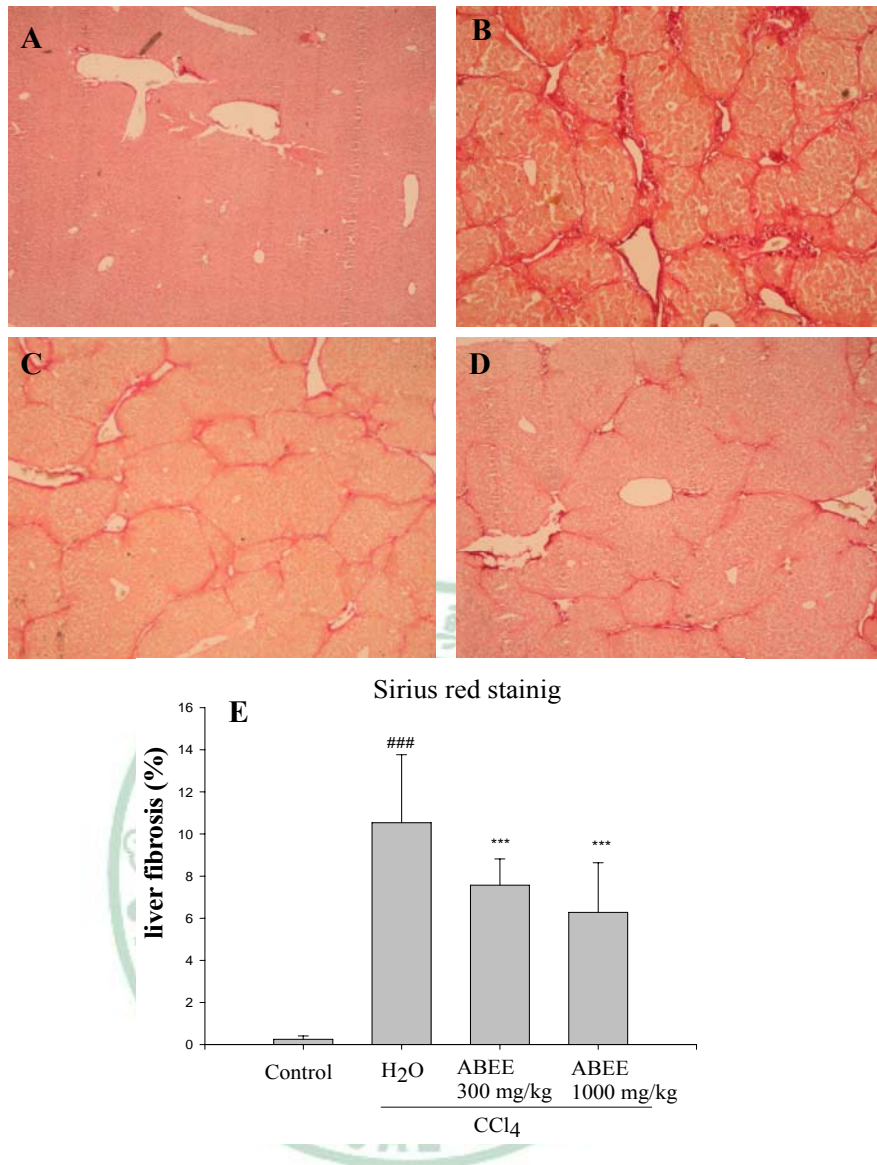 A
B
C
D
Sirius red stainig
E
liver fibrosis (%)
16
14
12
10
8
6
4
2
0
###
***
***
Control
H2O
ABEE
300 mg/kg
ABEE
1000 mg/kg
CCl4